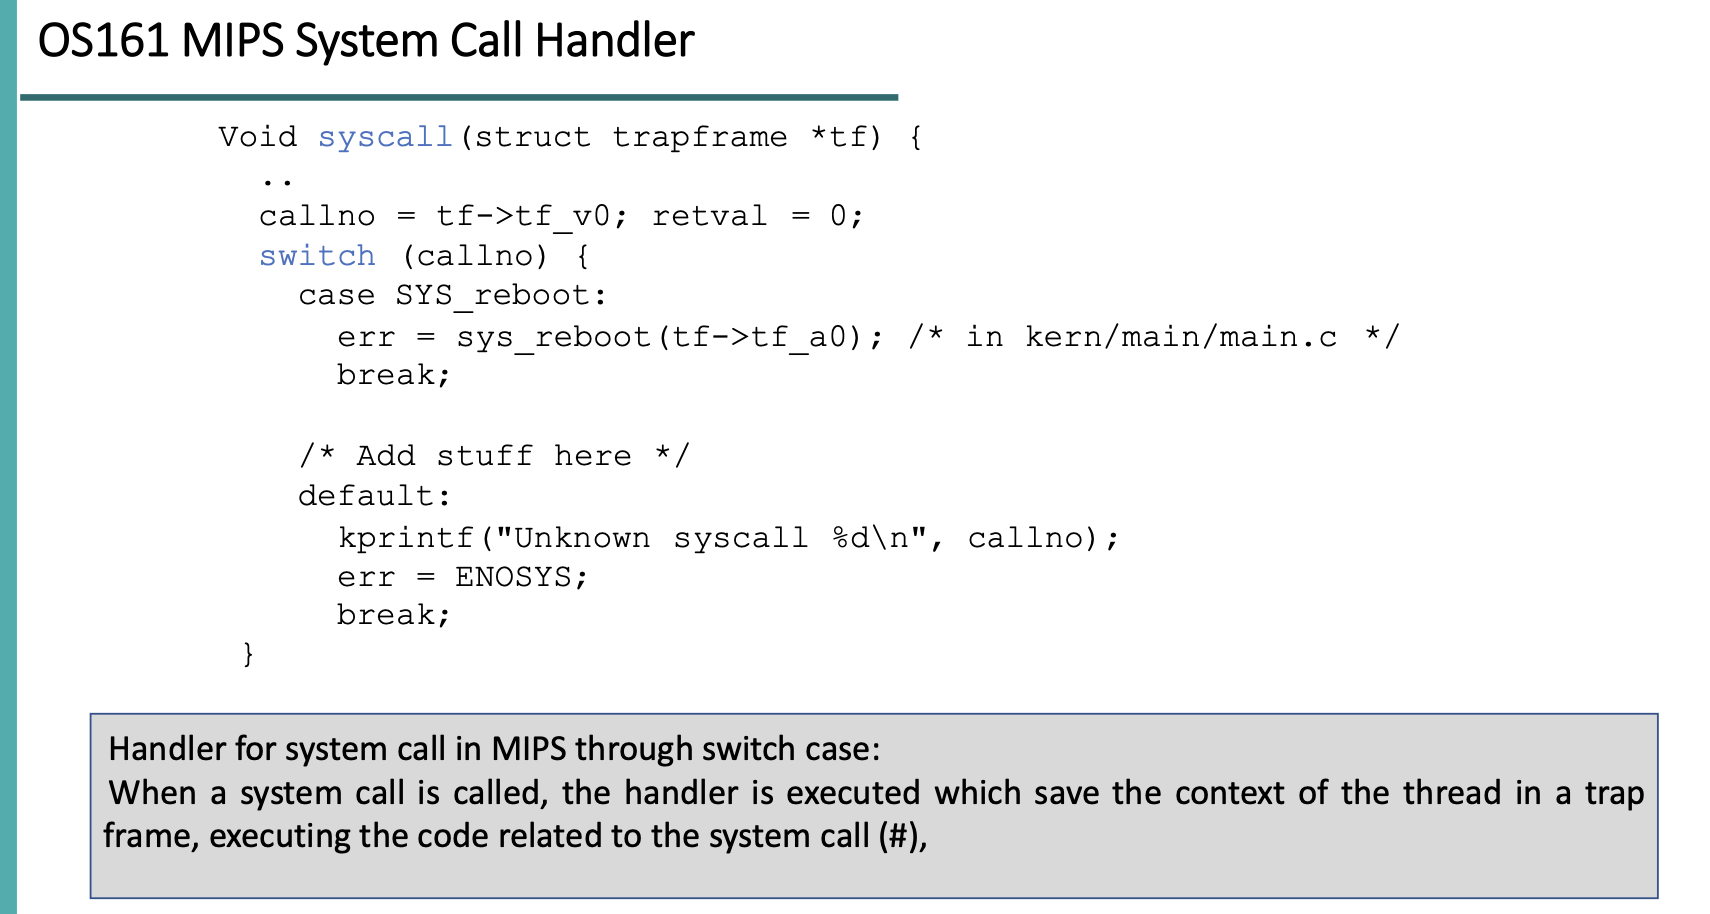 OS161 MIPS System Call Handler
Void syscall(struct trapframe *tf) {
..
callno = tf->tf_v0; retval = 0;
switch (callno) {
case SYS_reboot:
err = sys_reboot(tf->tf_a0); /* in kern/main/main.c */
break;
/* Add stuff here */
default:
kprintf("Unknown syscall %d\n", callno);
err = ENOSYS;
break;
}
Handler for system call in MIPS through switch case:
When a system call is called, the handler is executed which save the context of the thread in a trap
frame, executing the code related to the system call (#),